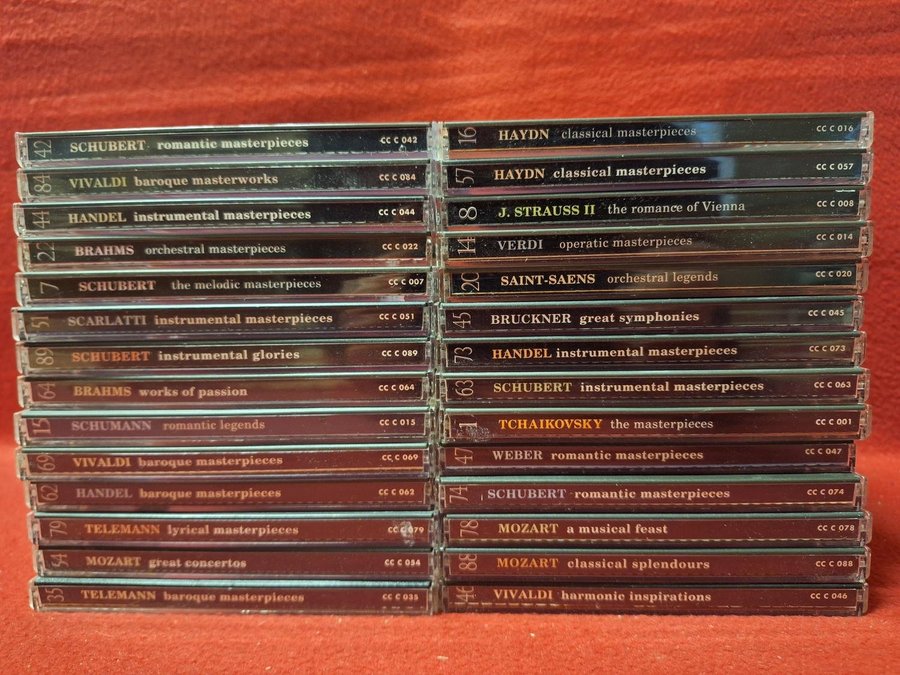 42 SCHUBERT romantic masterpieces CC C 042
84 VIVALDI baroque masterworks CC C 084
44 HANDEL instrumental masterpieces CC C 044
22 BRAHMS orchestral masterpieces CC C 022
7 SCHUBERT the melodic masterpieces CC C 007
51 SCARLATTI instrumental masterpieces CC C 051
89 SCHUBERT instrumental glories CC C 089
64 BRAHMS works of passion CC C 064
15 SCHUMANN romantic legends CC C 015
69 VIVALDI baroque masterpieces CC C 069
62 HANDEL baroque masterpieces CC C 062
79 TELEMANN lyrical masterpieces CC C 079
54 MOZART great concertos CC C 054
35 TELEMANN baroque masterpieces CC C 035
16 HAYDN classical masterpieces CC C 016
57 HAYDN classical masterpieces CC C 057
8 J. STRAUSS II the romance of Vienna CC C 008
14 VERDI operatic masterpieces CC C 014
20 SAINT-SAENS orchestral legends CC C 020
45 BRUCKNER great symphonies CC C 045
73 HANDEL instrumental masterpieces CC C 073
63 SCHUBERT instrumental masterpieces CC C 063
1 TCHAIKOVSKY the masterpieces CC C 001
47 WEBER romantic masterpieces CC C 047
74 SCHUBERT romantic masterpieces CC C 074
78 MOZART a musical feast CC C 078
88 MOZART classical splendours CC C 088
46 VIVALDI harmonic inspirations CC C 046